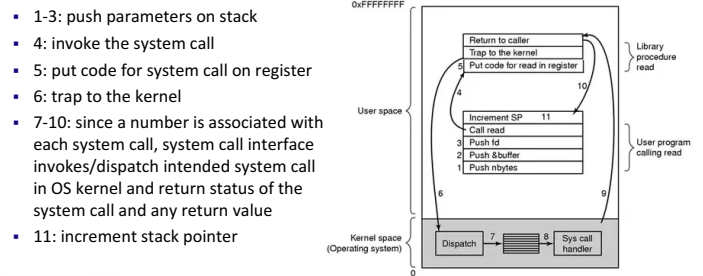 ▪ 1-3: push parameters on stack
▪ 4: invoke the system call
▪ 5: put code for system call on register
▪ 6: trap to the kernel
▪ 7-10: since a number is associated with
each system call, system call interface
invokes/dispatch intended system call
in OS kernel and return status of the
system call and any return value
▪ 11: increment stack pointer
0xFFFFFFFF
Return to caller
Trap to the kernel
5 Put code for read in register
Library
procedure
read
4
10
User space
Increment SP 11
Call read
3 Push fd
2 Push &buffer
1 Push nbytes
User program
calling read
6
9
Kernel space
(Operating system)
Dispatch
7
8
Sys call
handler
0